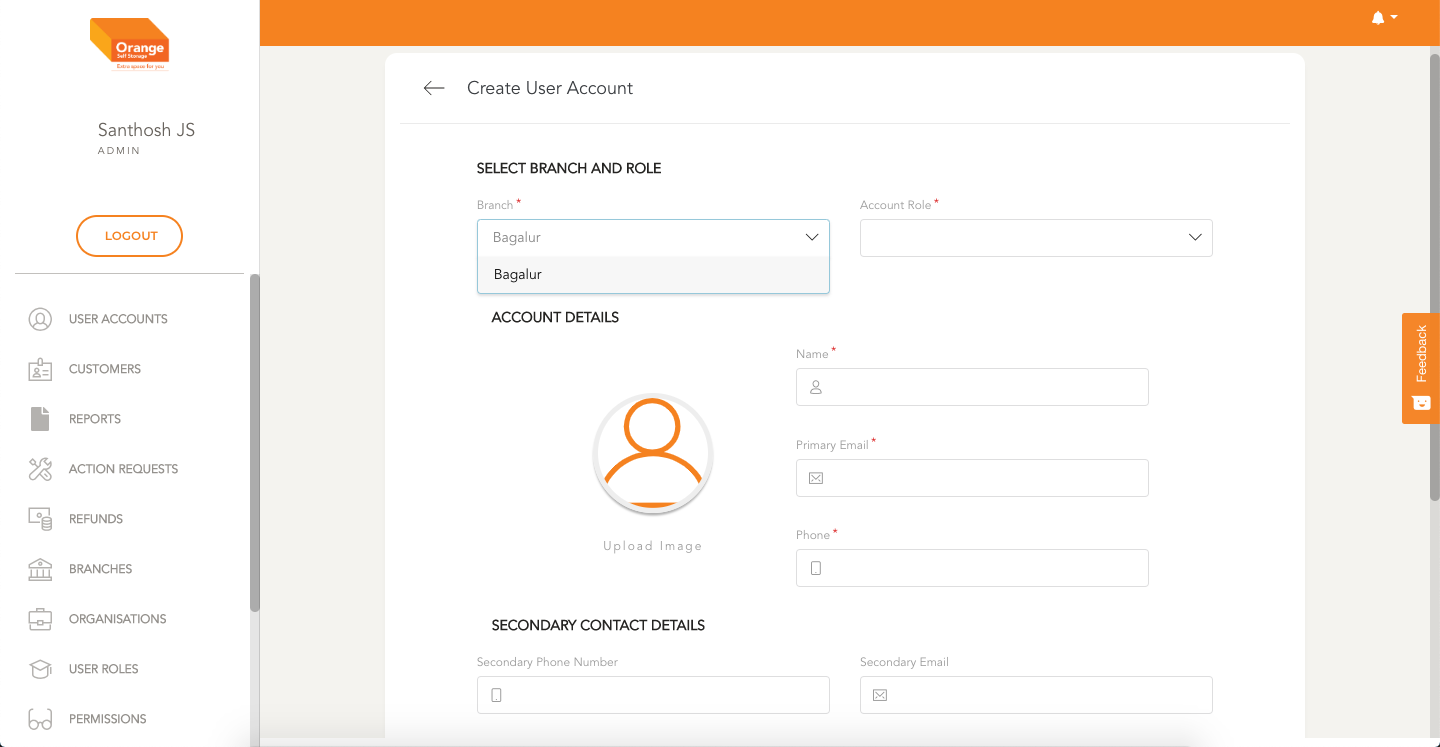 Orange
Self Storage
Extra space for you
Santhosh JS
ADMIN
LOGOUT
USER ACCOUNTS
CUSTOMERS
REPORTS
ACTION REQUESTS
REFUNDS
BRANCHES
ORGANISATIONS
USER ROLES
PERMISSIONS
Create User Account
SELECT BRANCH AND ROLE
Branch * Account Role *
Bagalur
Bagalur
ACCOUNT DETAILS
Name *
Primary Email *
Upload Image
Phone *
SECONDARY CONTACT DETAILS
Secondary Phone Number Secondary Email
Feedback